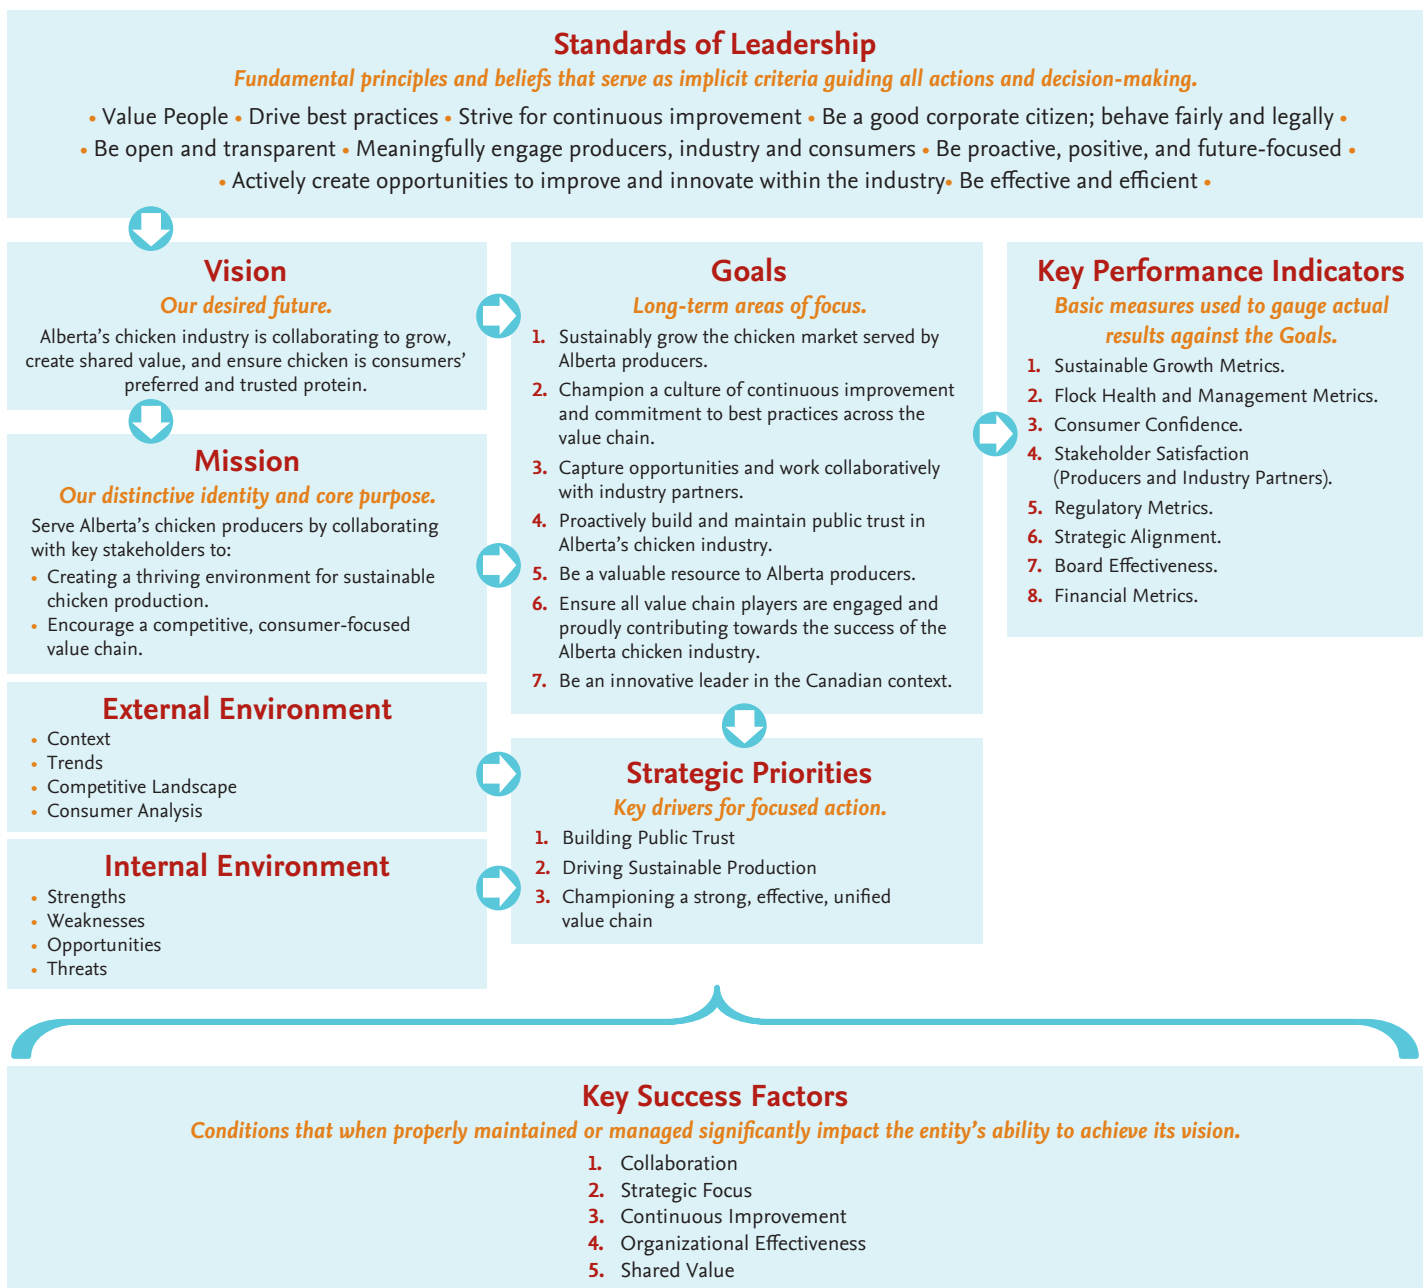 Standards of Leadership
Fundamental principles and beliefs that serve as implicit criteria guiding all actions and decision-making.
• Value People • Drive best practices • Strive for continuous improvement • Be a good corporate citizen; behave fairly and legally •
• Be open and transparent • Meaningfully engage producers, industry and consumers • Be proactive, positive, and future-focused •
• Actively create opportunities to improve and innovate within the industry• Be effective and efficient •
Vision
Our desired future.
Alberta’s chicken industry is collaborating to grow,
create shared value, and ensure chicken is consumers’
preferred and trusted protein.
Mission
Our distinctive identity and core purpose.
Serve Alberta’s chicken producers by collaborating
with key stakeholders to:
• Creating a thriving environment for sustainable
chicken production.
• Encourage a competitive, consumer-focused
value chain.
External Environment
• Context
• Trends
• Competitive Landscape
• Consumer Analysis
Internal Environment
• Strengths
• Weaknesses
• Opportunities
• Threats
Goals
Long-term areas of focus.
1. Sustainably grow the chicken market served by
Alberta producers.
2. Champion a culture of continuous improvement
and commitment to best practices across the
value chain.
3. Capture opportunities and work collaboratively
with industry partners.
4. Proactively build and maintain public trust in
Alberta’s chicken industry.
5. Be a valuable resource to Alberta producers.
6. Ensure all value chain players are engaged and
proudly contributing towards the success of the
Alberta chicken industry.
7. Be an innovative leader in the Canadian context.
Strategic Priorities
Key drivers for focused action.
1. Building Public Trust
2. Driving Sustainable Production
3. Championing a strong, effective, unified
value chain
Key Performance Indicators
Basic measures used to gauge actual
results against the Goals.
1. Sustainable Growth Metrics.
2. Flock Health and Management Metrics.
3. Consumer Confidence.
4. Stakeholder Satisfaction
(Producers and Industry Partners).
5. Regulatory Metrics.
6. Strategic Alignment.
7. Board Effectiveness.
8. Financial Metrics.
Key Success Factors
Conditions that when properly maintained or managed significantly impact the entity’s ability to achieve its vision.
1. Collaboration
2. Strategic Focus
3. Continuous Improvement
4. Organizational Effectiveness
5. Shared Value